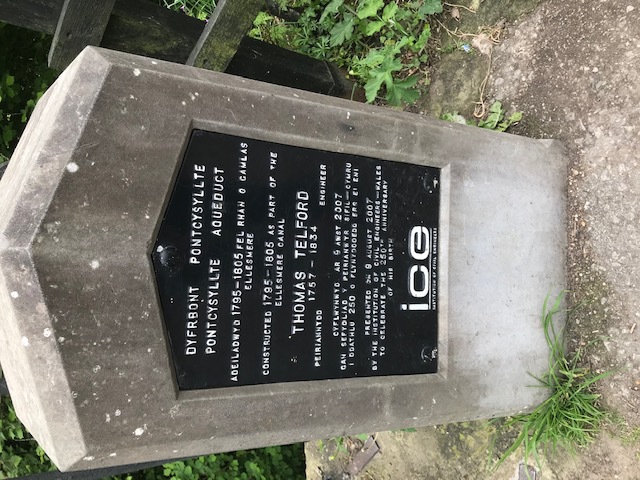 DYFRBONT PONTCYSYLLTE
PONTCYSYLLTE AQUEDUCT
ADEILADWYD 1795-1805 FEL RHAN O GAMLAS
ELLESMERE
CONSTRUCTED 1795-1805 AS PART OF THE
ELLESMERE CANAL
THOMAS TELFORD
PEIRIANNYDD 1757-1834 ENGINEER
CYFLWYNWYD AR 9 AWST 2007
GAN SEFYDLIAD Y PEIRIANWYR SIFIL-CYMRU
I DDATHLU 250 O FLYNYDDOEDD ERS EI ENI
PRESENTED ON 9 AUGUST 2007
BY THE INSTITUTION OF CIVIL ENGINEERS-WALES
TO CELEBRATE THE 250TH ANNIVERSARY
OF HIS BIRTH
ice
INSTITUTION OF CIVIL ENGINEERS